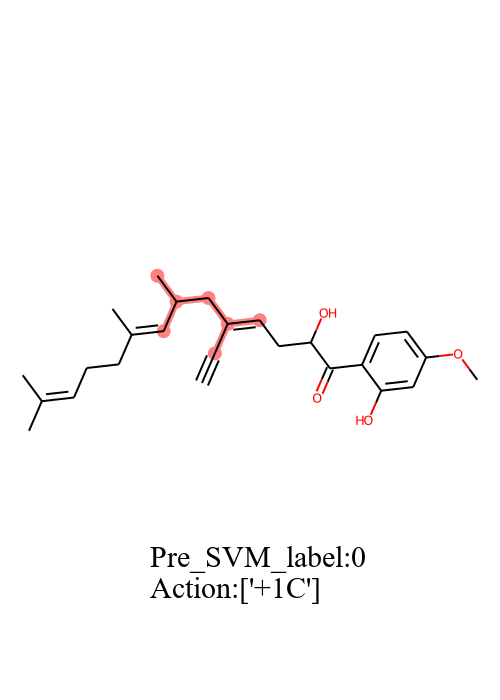 OH
O
O
HO
Pre_SVM_label:0
Action:['+1C']